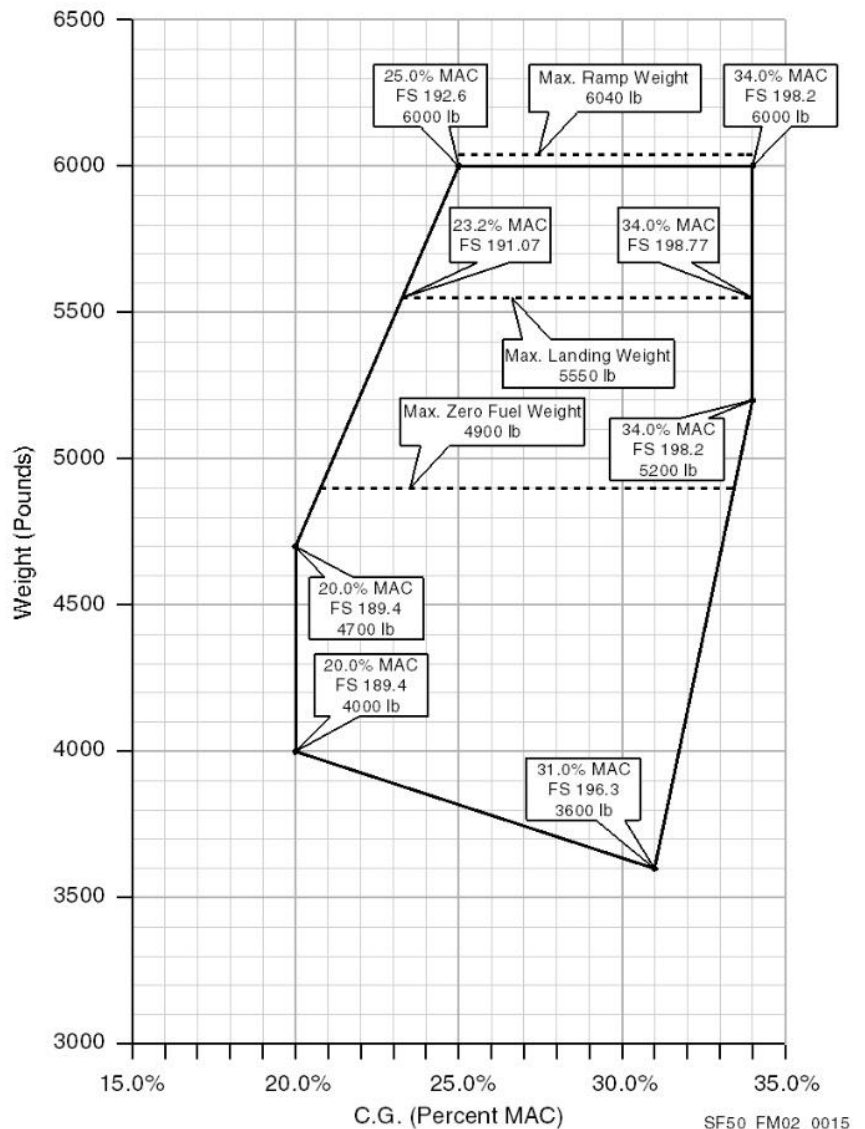 6500
25.0% MAC
FS 192.6
6000 lb
Max. Ramp Weight
6040 lb
34.0% MAC
FS 198.2
6000 lb
6000
23.2% MAC
FS 191.07
34.0% MAC
FS 198.77
5500
Max. Landing Weight
5550 lb
Max. Zero Fuel Weight
4900 lb
34.0% MAC
FS 198.2
5200 lb
5000
Weight (Pounds)
20.0% MAC
FS 189.4
4700 lb
4500
20.0% MAC
FS 189.4
4000 lb
4000
31.0% MAC
FS 196.3
3600 lb
3500
3000
15.0% 20.0% 25.0% 30.0% 35.0%
C.G. (Percent MAC)
SF50_FM02_0015